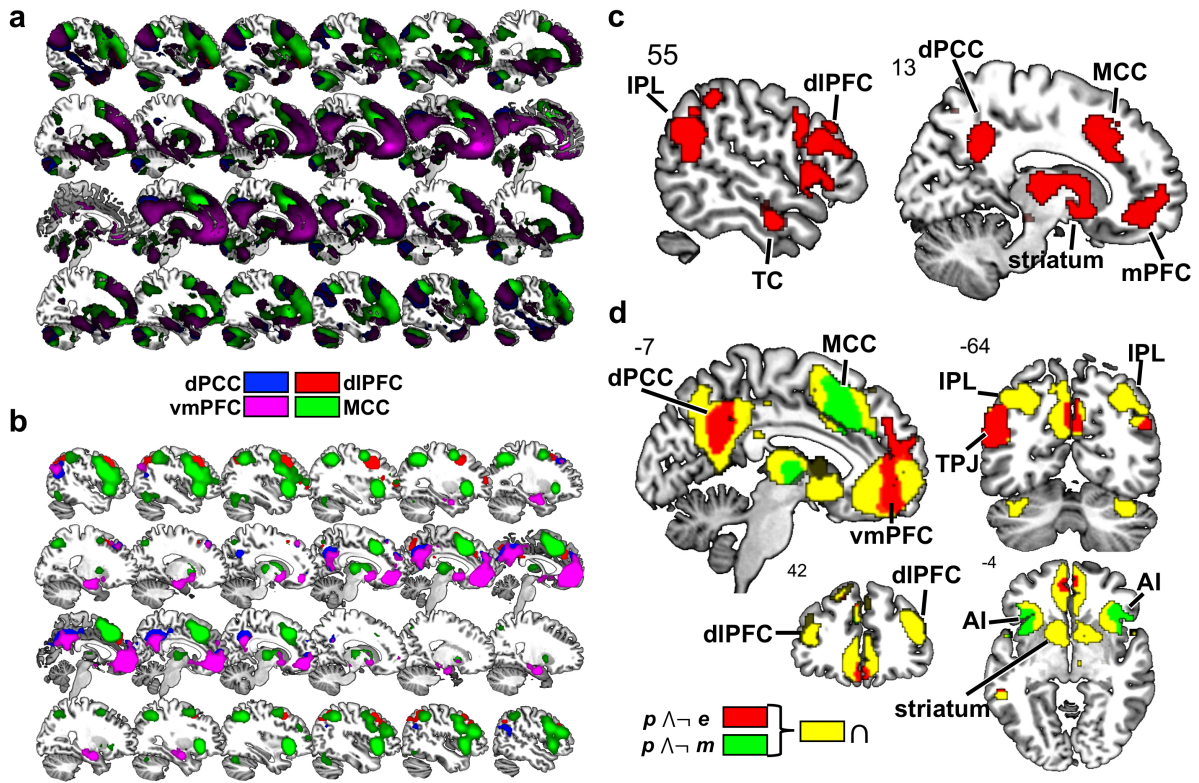 a
dPCC
dlPFC
vmPFC
MCC
b
c
55
IPL
dlPFC
TC
13
dPCC
MCC
striatum
mPFC
d
-7
dPCC
MCC
vmPFC
-64
IPL
IPL
TPJ
42
dlPFC
dlPFC
-4
AI
AI
striatum
p ∧¬ e
p ∧¬ m
∩